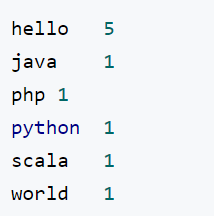 hello 5
java 1
php 1
python 1
scala 1
world 1